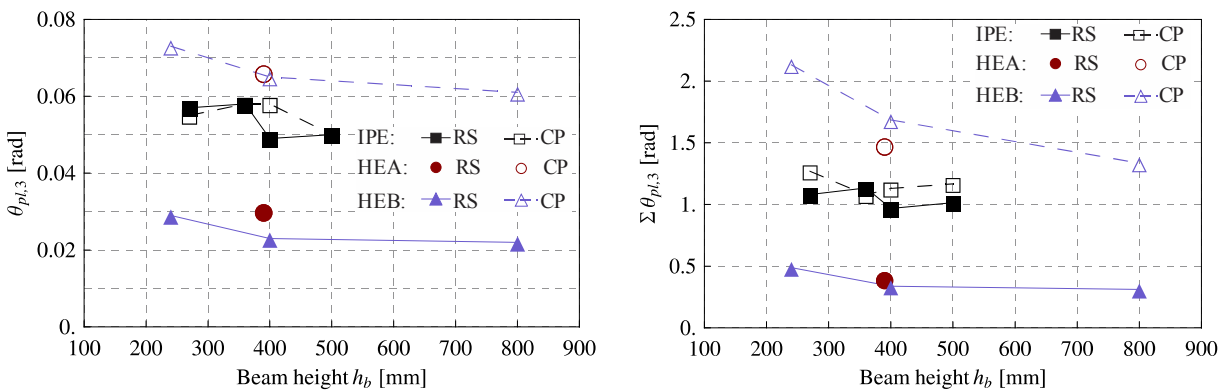 0.08
0.06
0.04
0.02
0.
θpl,3 [rad]
IPE: RS CP
HEA: RS CP
HEB: RS CP
100 200 300 400 500 600 700 800 900
Beam height hb [mm]
2.5
2
1.5
1
0.5
0.
Σ θpl,3 [rad]
IPE: RS CP
HEA: RS CP
HEB: RS CP
100 200 300 400 500 600 700 800 900
Beam height hb [mm]